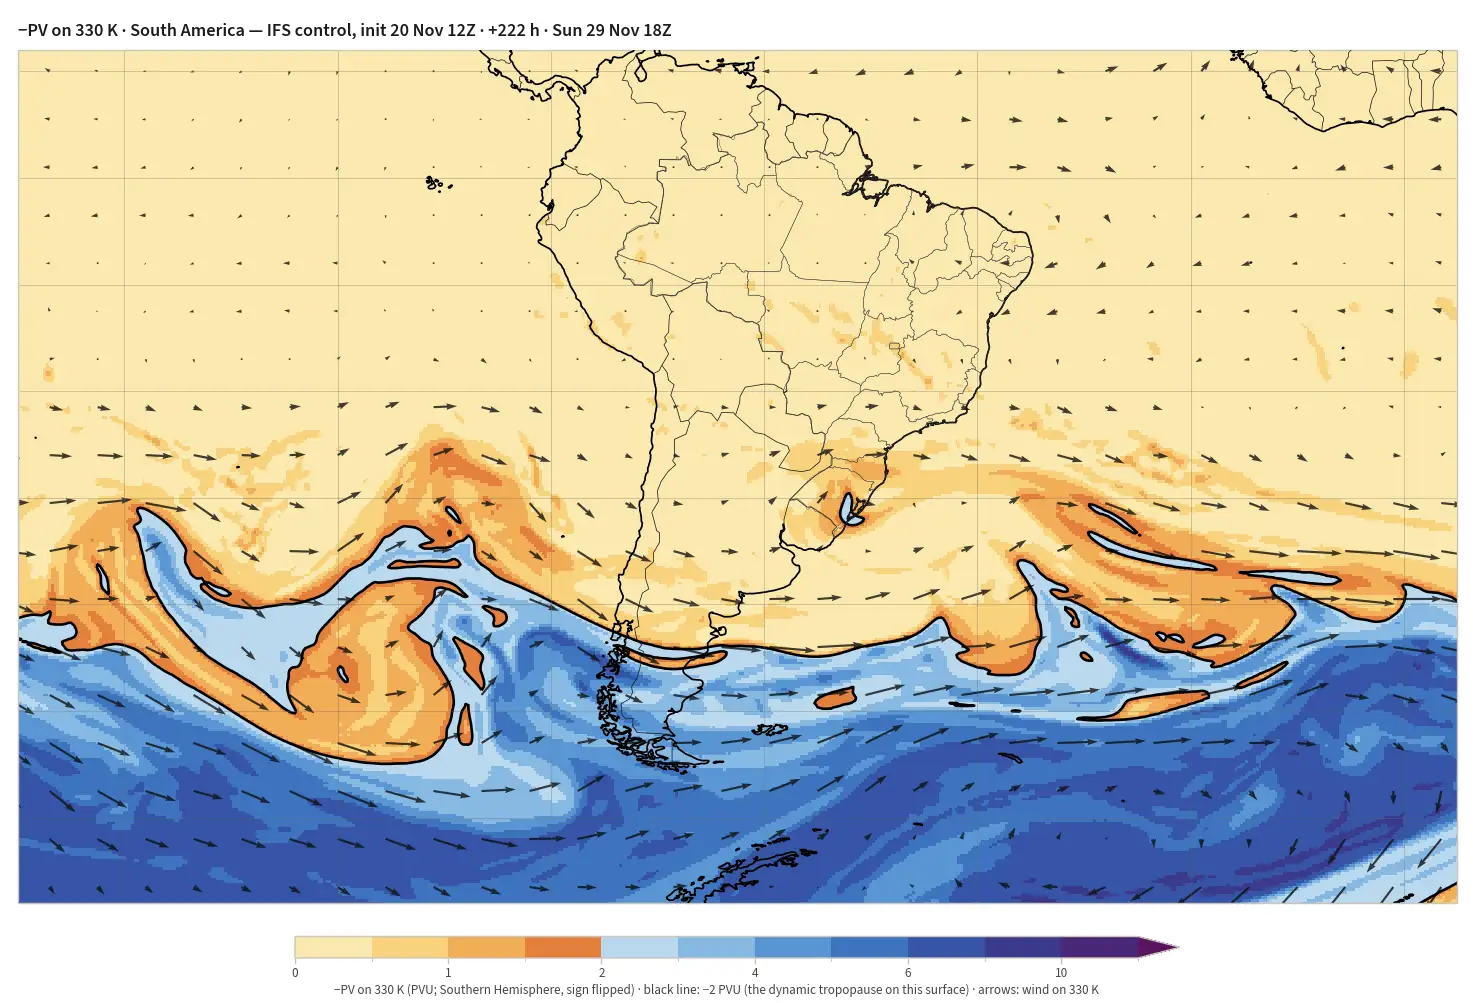 −PV on 330 K · South America — IFS control, init 20 Nov 12Z · +222 h · Sun 29 Nov 18Z
0 1 2 4 6 10
−PV on 330 K (PVU; Southern Hemisphere, sign flipped) · black line: −2 PVU (the dynamic tropopause on this surface) · arrows: wind on 330 K